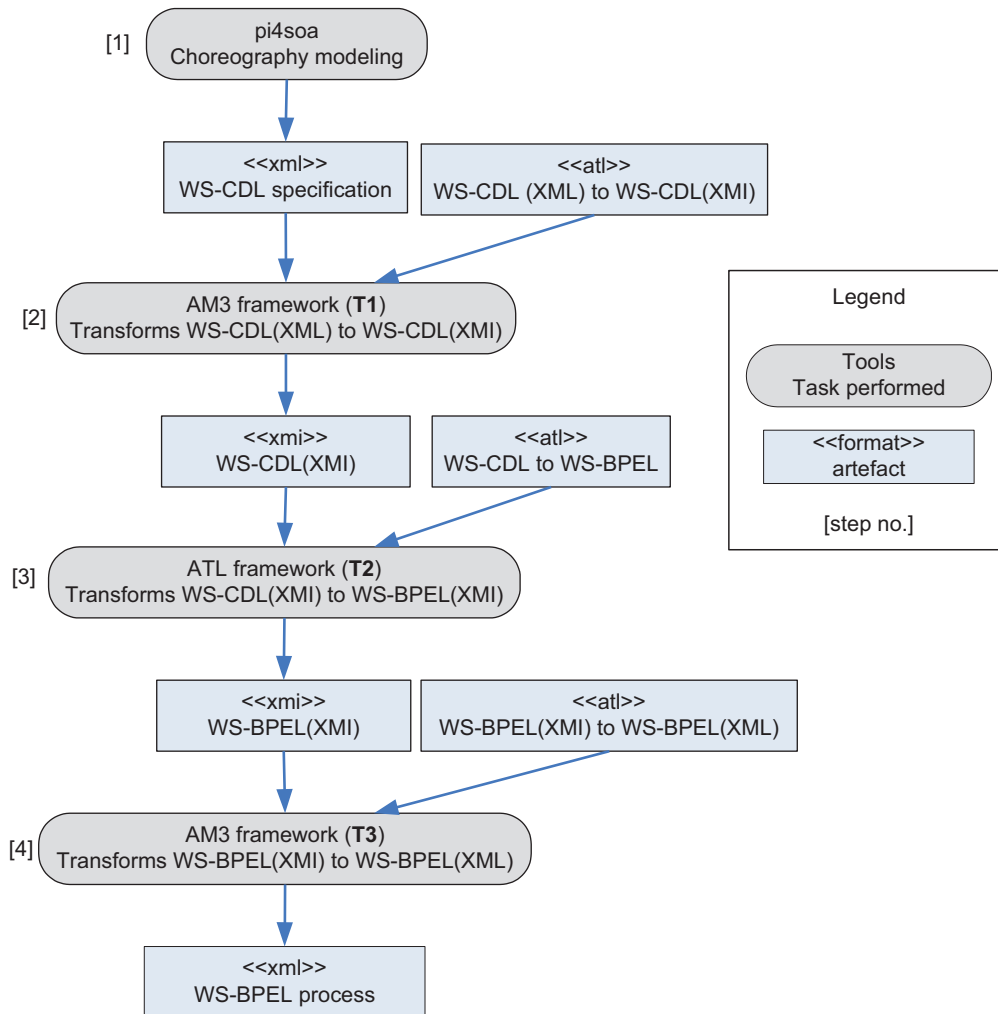 [1]
pi4soa
Choreography modeling
<<xml>>
WS-CDL specification
<<atl>>
WS-CDL (XML) to WS-CDL(XMI)
[2]
AM3 framework (T1)
Transforms WS-CDL(XML) to WS-CDL(XMI)
<<xmi>>
WS-CDL(XMI)
<<atl>>
WS-CDL to WS-BPEL
[3]
ATL framework (T2)
Transforms WS-CDL(XMI) to WS-BPEL(XMI)
<<xmi>>
WS-BPEL(XMI)
<<atl>>
WS-BPEL(XMI) to WS-BPEL(XML)
[4]
AM3 framework (T3)
Transforms WS-BPEL(XMI) to WS-BPEL(XML)
<<xml>>
WS-BPEL process
Legend
Tools
Task performed
<<format>>
artefact
[step no.]